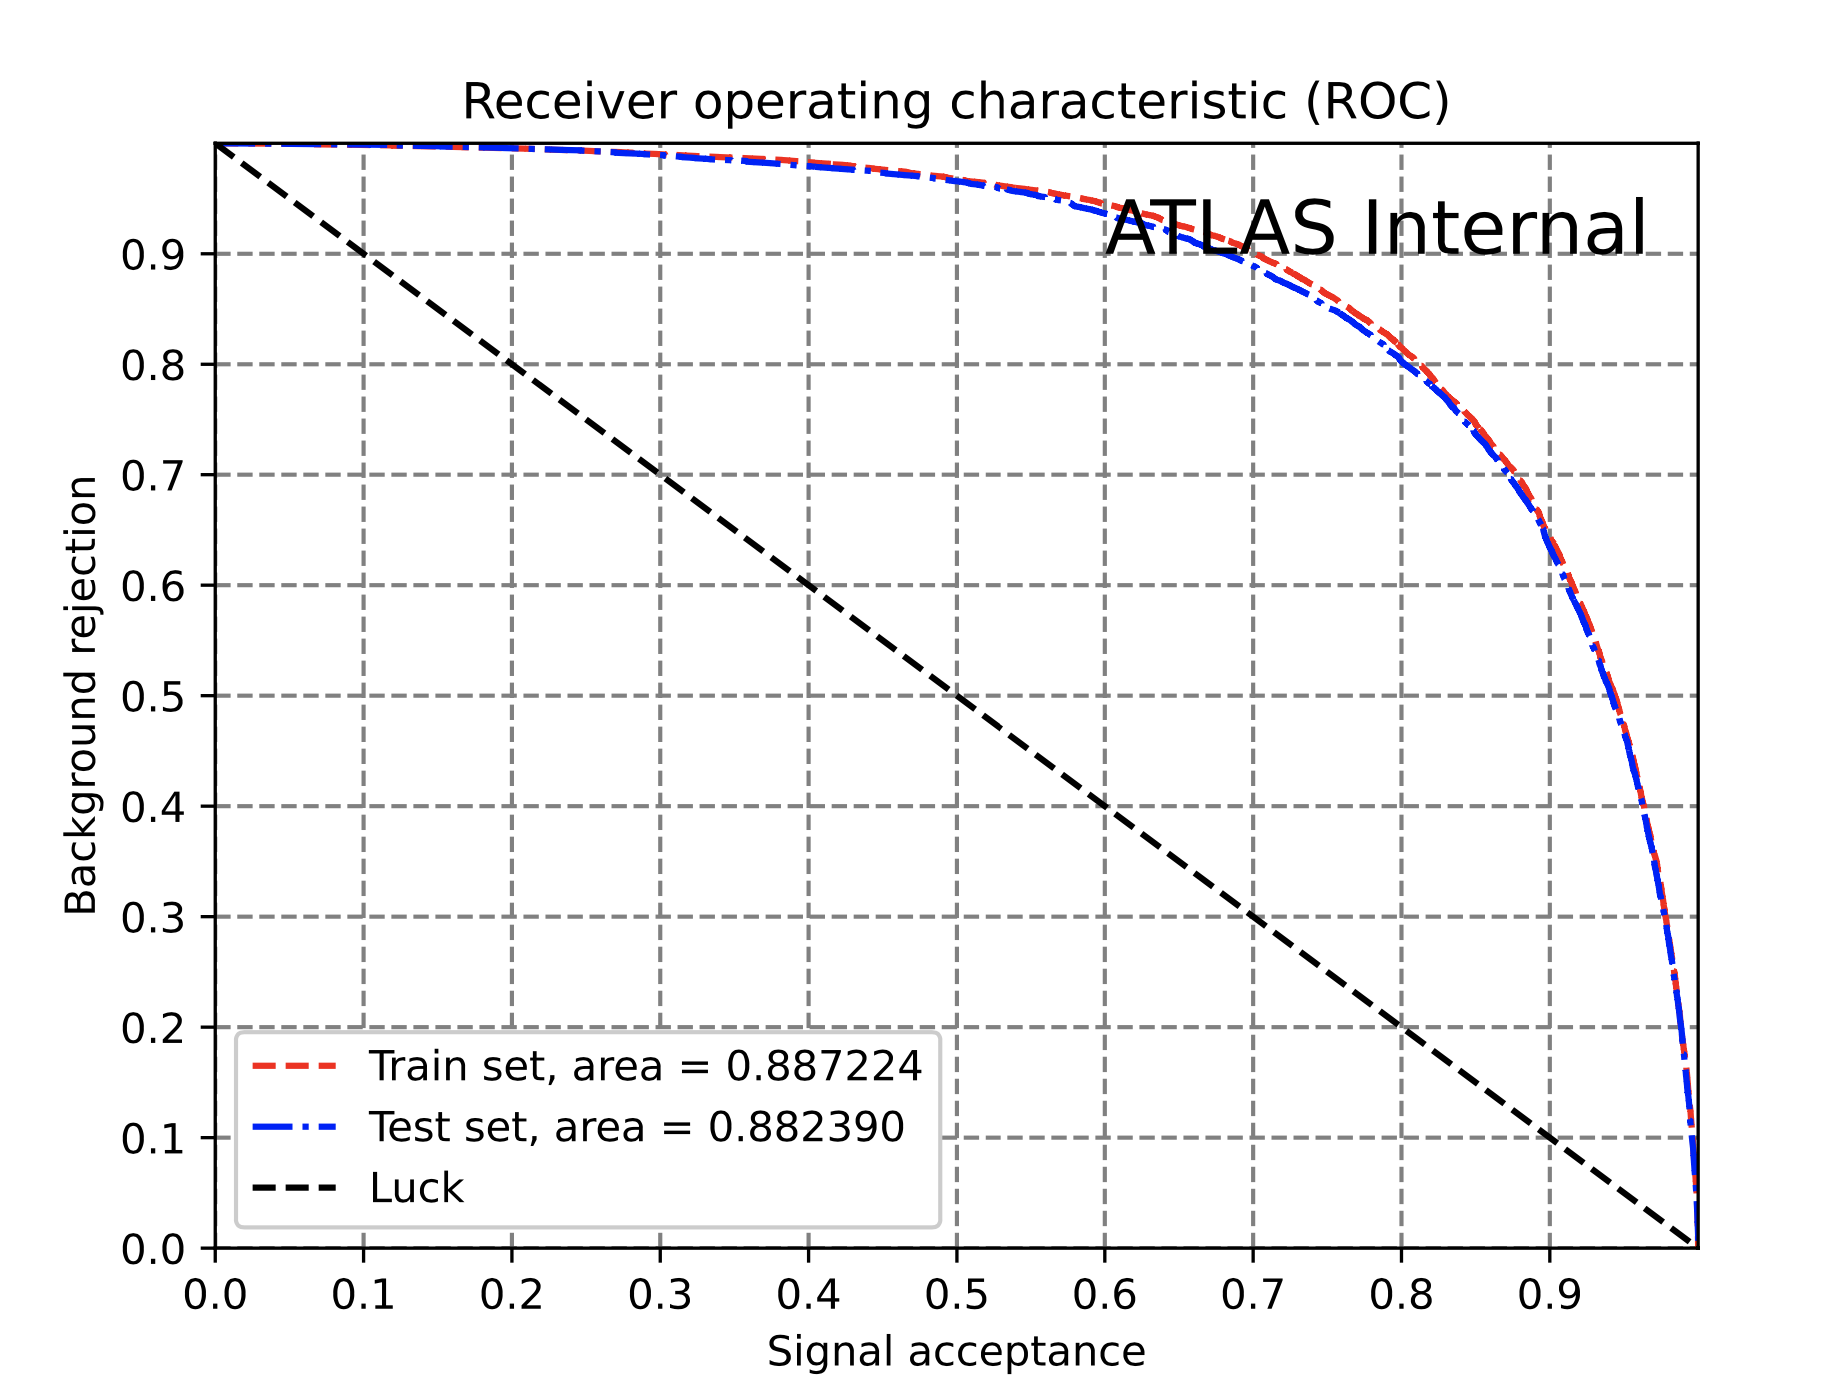 Receiver operating characteristic (ROC)
ATLAS Internal
Background rejection
0.9
0.8
0.7
0.6
0.5
0.4
0.3
0.2
0.1
0.0
Train set, area = 0.887224
Test set, area = 0.882390
Luck
0.0 0.1 0.2 0.3 0.4 0.5 0.6 0.7 0.8 0.9
Signal acceptance